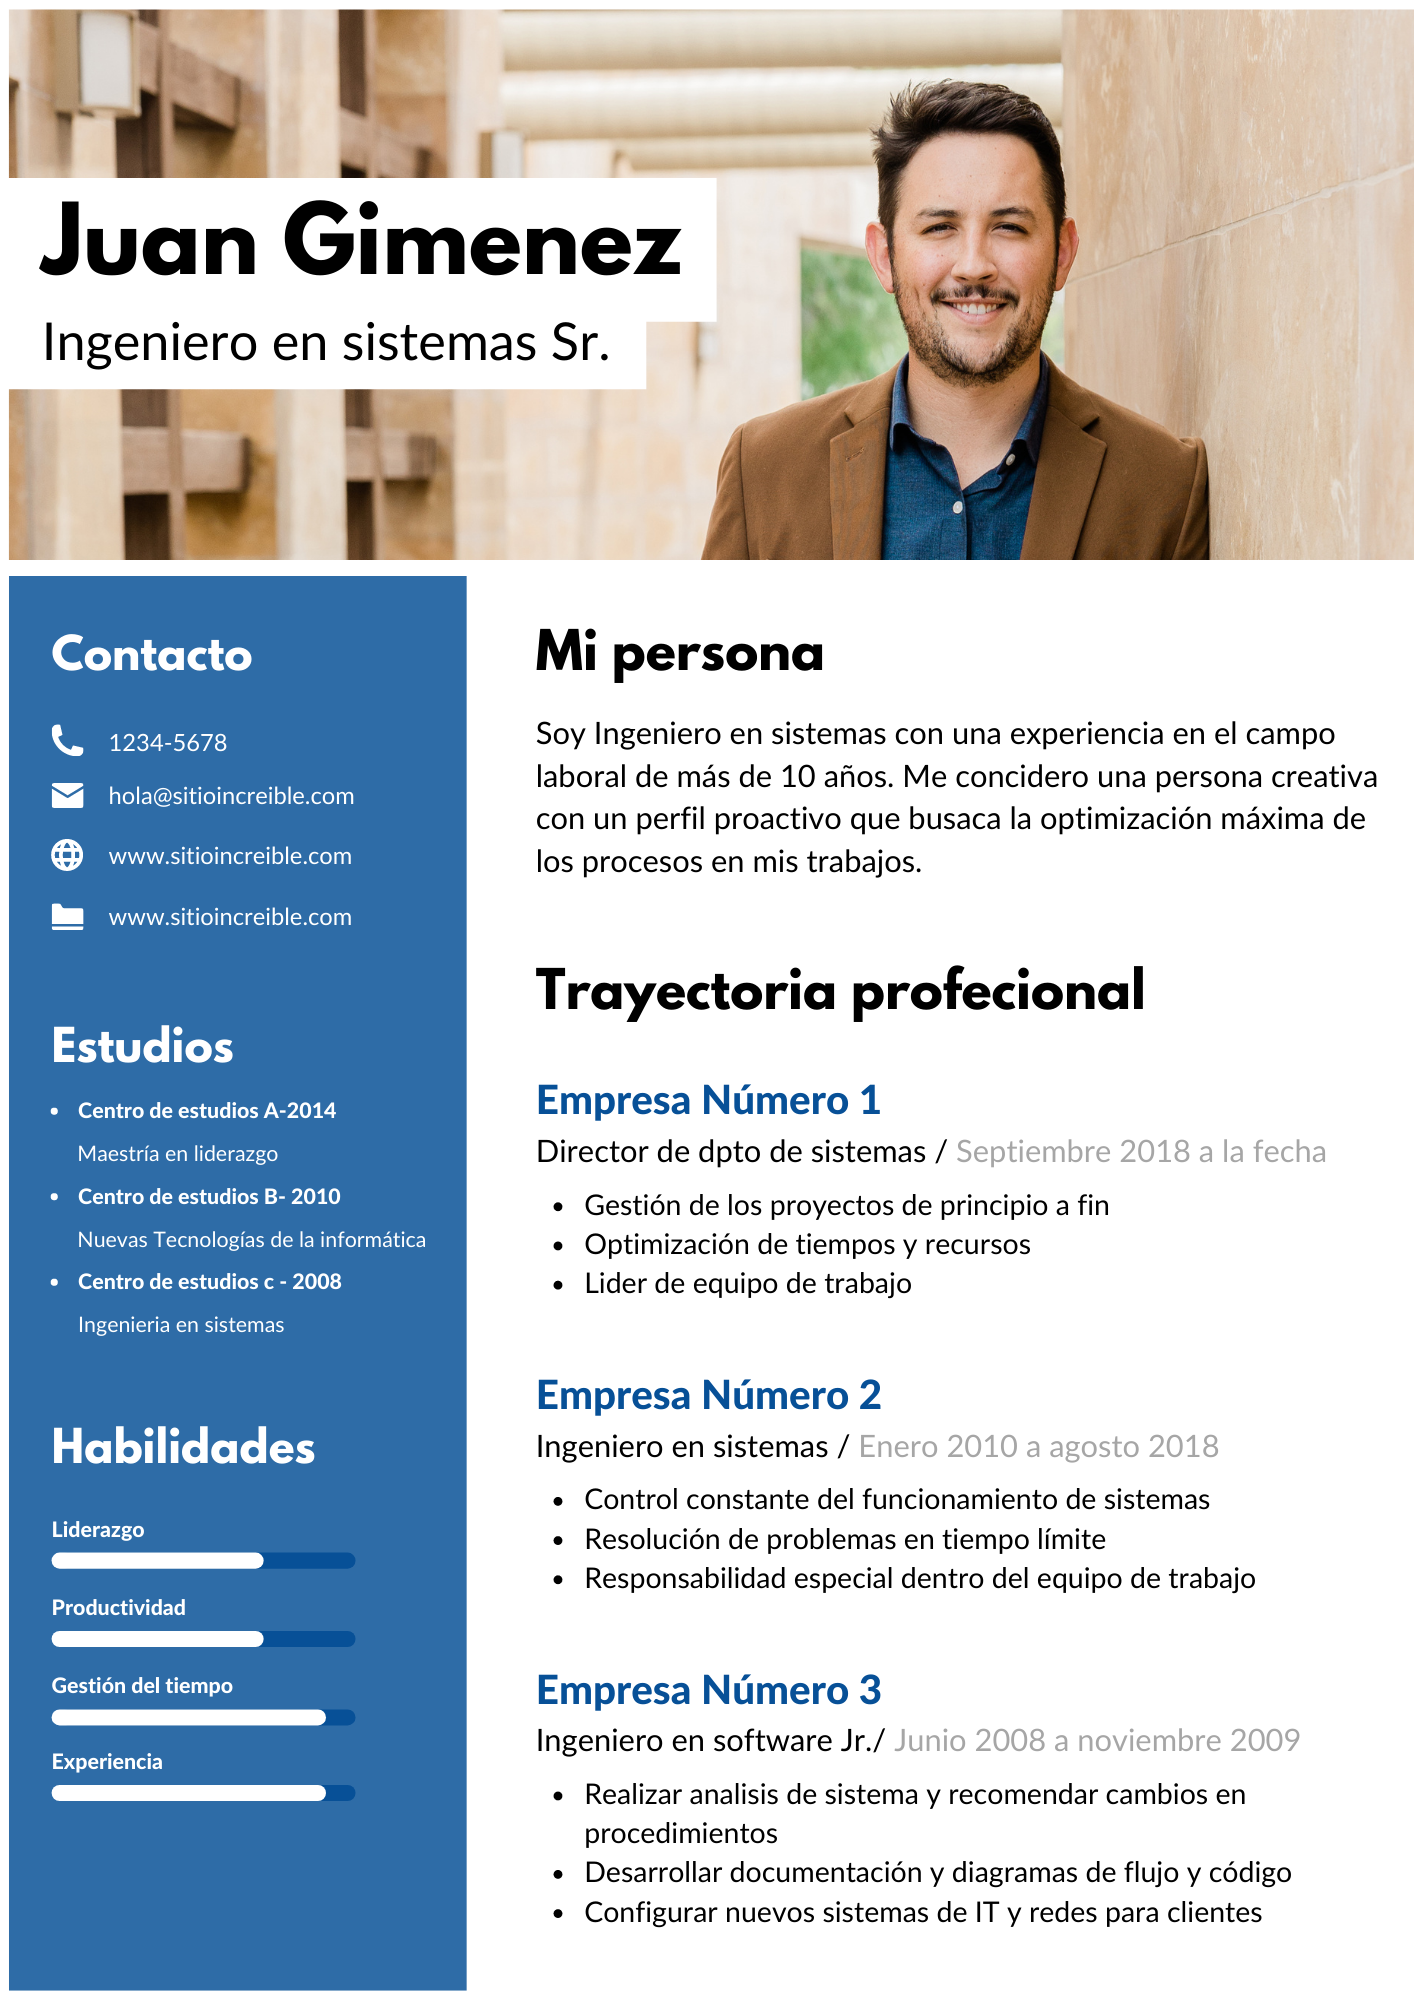 Juan Gimenez
Ingeniero en sistemas Sr.
Contacto
1234-5678
hola@sitioincreible.com
www.sitioincreible.com
www.sitioincreible.com
Estudios
• Centro de estudios A-2014
Maestría en liderazgo
• Centro de estudios B- 2010
Nuevas Tecnologías de la informática
• Centro de estudios c - 2008
Ingenieria en sistemas
Habilidades
Liderazgo
Productividad
Gestión del tiempo
Experiencia
Mi persona
Soy Ingeniero en sistemas con una experiencia en el campo
laboral de más de 10 años. Me concidero una persona creativa
con un perfil proactivo que busaca la optimización máxima de
los procesos en mis trabajos.
Trayectoria profecional
Empresa Número 1
Director de dpto de sistemas / Septiembre 2018 a la fecha
• Gestión de los proyectos de principio a fin
• Optimización de tiempos y recursos
• Lider de equipo de trabajo
Empresa Número 2
Ingeniero en sistemas / Enero 2010 a agosto 2018
• Control constante del funcionamiento de sistemas
• Resolución de problemas en tiempo límite
• Responsabilidad especial dentro del equipo de trabajo
Empresa Número 3
Ingeniero en software Jr./ Junio 2008 a noviembre 2009
• Realizar analisis de sistema y recomendar cambios en
procedimientos
• Desarrollar documentación y diagramas de flujo y código
• Configurar nuevos sistemas de IT y redes para clientes